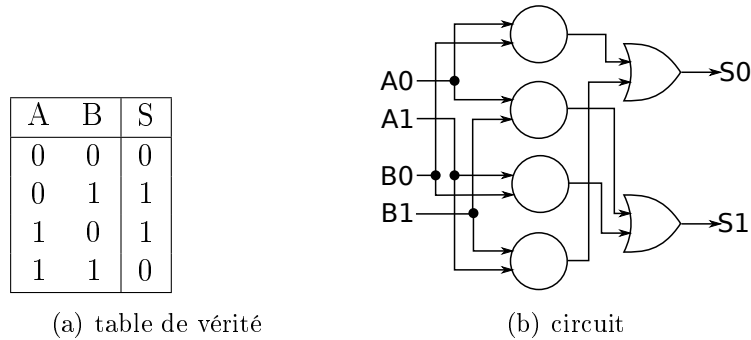 A B S
0 0 0
0 1 1
1 0 1
1 1 0
(a) table de vérité
A0
A1
B0
B1
S0
S1
(b) circuit